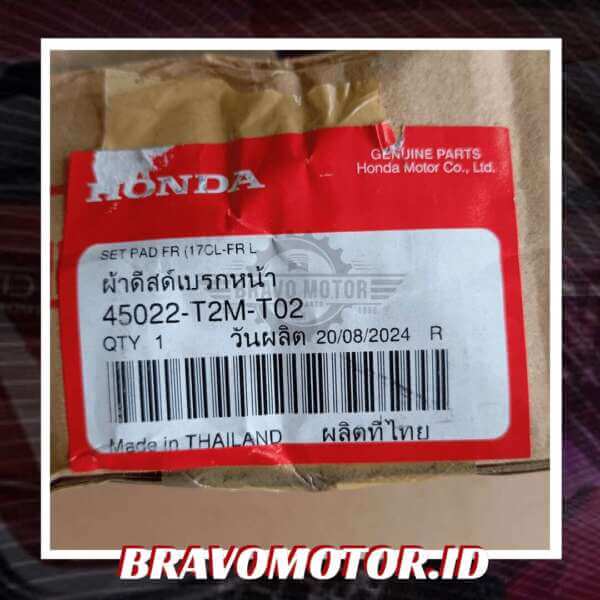 HONDA
GENUINE PARTS
Honda Motor Co., Ltd.
SET PAD FR (17CL-FR L
ผ้าดีสด์เบรกหน้า
BRAVO MOTOR
45022-T2M-T02
QTY 1 วันผลิต 20/08/2024 R
Made in THAILAND ผลิตที่ไทย
BRAVOMOTOR.ID